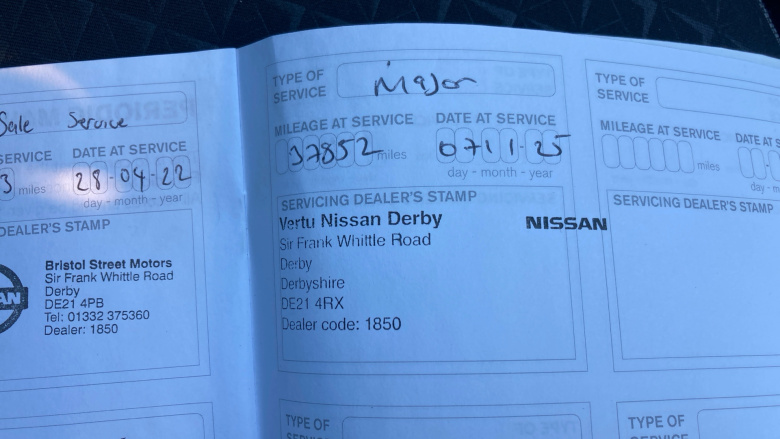 Sale Service
SERVICE DATE AT SERVICE
3 miles 28-04-22
day - month - year
DEALER'S STAMP
Bristol Street Motors
Sir Frank Whittle Road
Derby
DE21 4PB
Tel: 01332 375360
Dealer: 1850
AN
TYPE OF
SERVICE
Major
MILEAGE AT SERVICE DATE AT SERVICE
37852 miles 0711-25
day - month - year
SERVICING DEALER'S STAMP
Vertu Nissan Derby
NISSAN
Sir Frank Whittle Road
Derby
Derbyshire
DE21 4RX
Dealer code: 1850
TYPE OF
SERVICE
MILEAGE AT SERVICE DATE AT S
miles
day - m
SERVICING DEALER'S STAMP
TYPE OF
SERVICE
TYPE OF